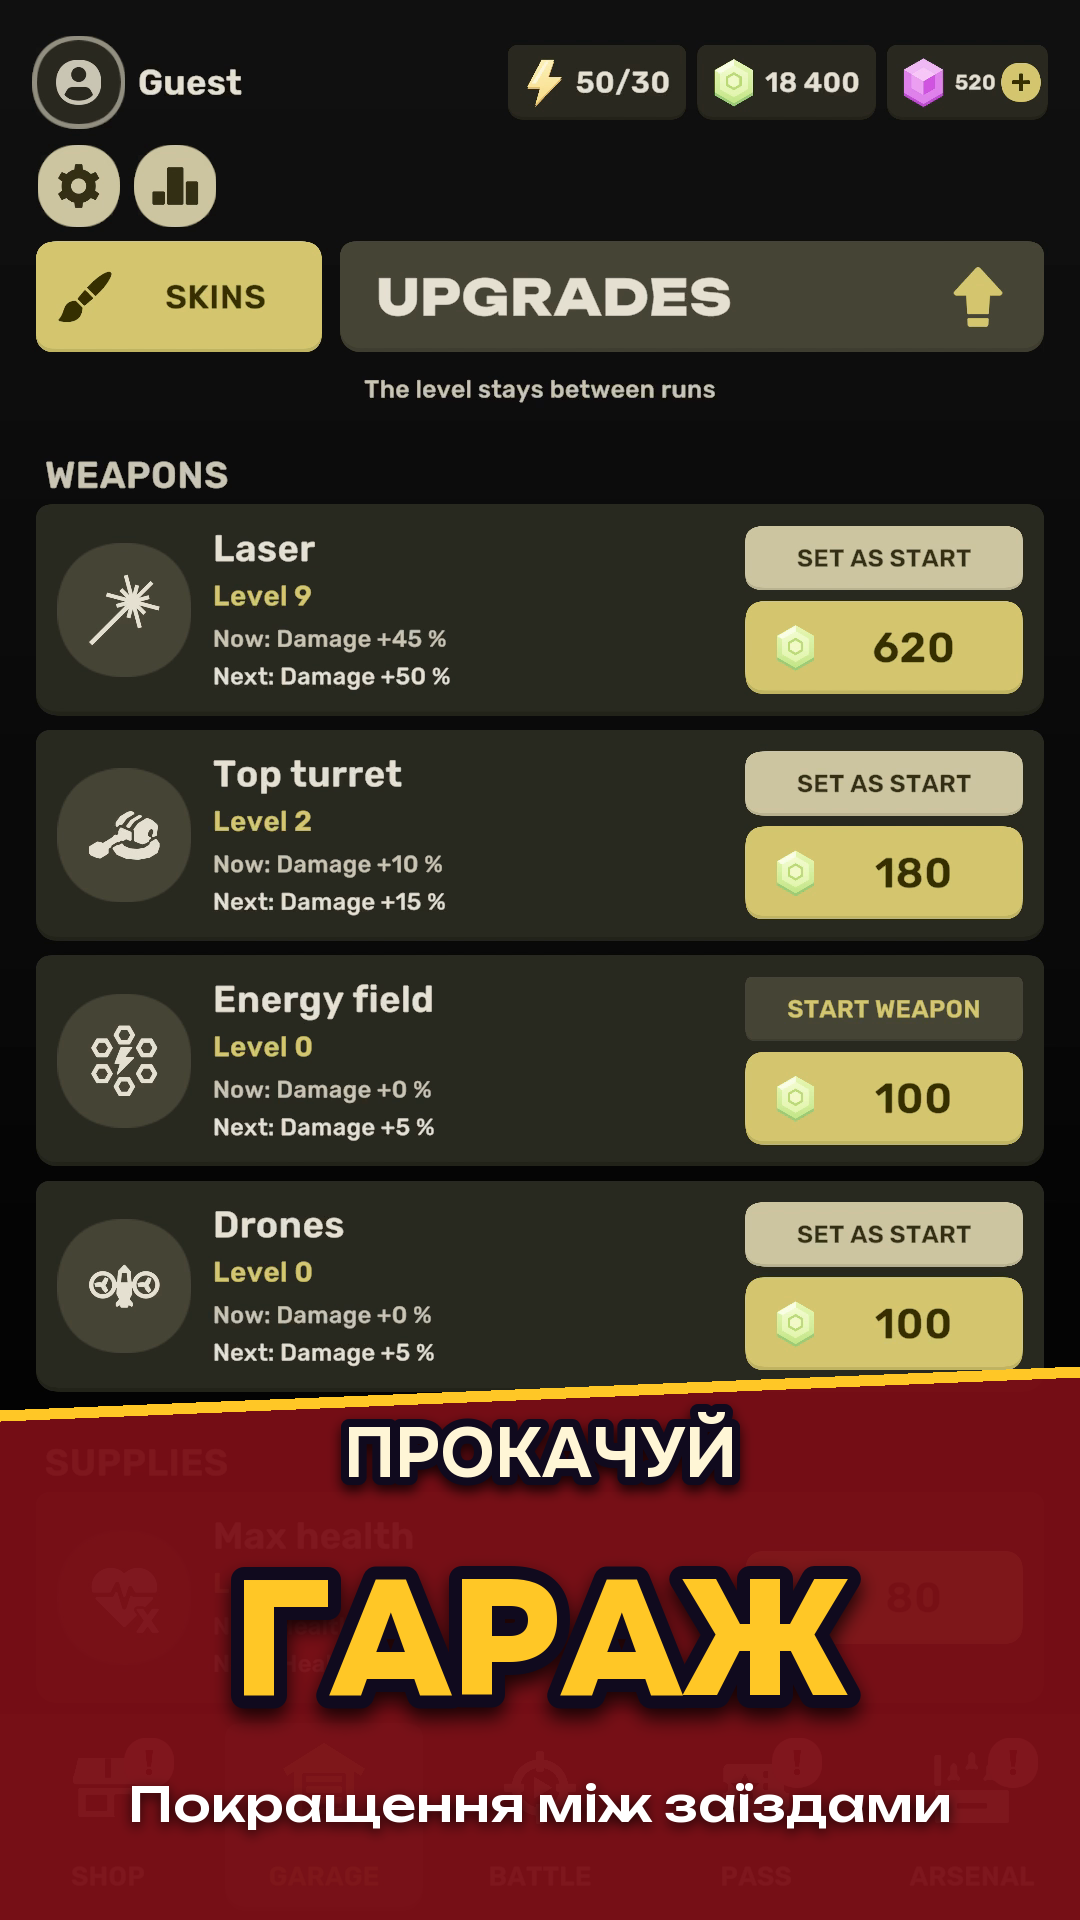 Guest
50/30
18 400
520
SKINS
UPGRADES
The level stays between runs
WEAPONS
Laser
Level 9
Now: Damage +45 %
Next: Damage +50 %
SET AS START
620
Top turret
Level 2
Now: Damage +10 %
Next: Damage +15 %
SET AS START
180
Energy field
Level 0
Now: Damage +0 %
Next: Damage +5 %
START WEAPON
100
Drones
Level 0
Now: Damage +0 %
Next: Damage +5 %
SET AS START
100
ПРОКАЧУЙ
SUPPLIES
Max health
80
ГАРАЖ
Покращення між заїздами
SHOP
GARAGE
BATTLE
PASS
ARSENAL